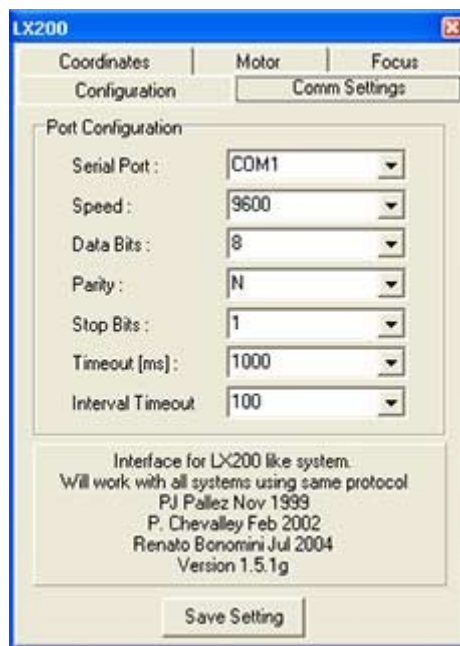 LX200
Coordinates Motor Focus
Configuration Comm Settings
Port Configuration
Serial Port : COM1
Speed : 9600
Data Bits : 8
Parity : N
Stop Bits : 1
Timeout [ms] : 1000
Interval Timeout 100
Interface for LX200 like system.
Will work with all systems using same protocol
PJ Pallez Nov 1999
P. Chevalley Feb 2002
Renato Bonomini Jul 2004
Version 1.5.1g
Save Setting